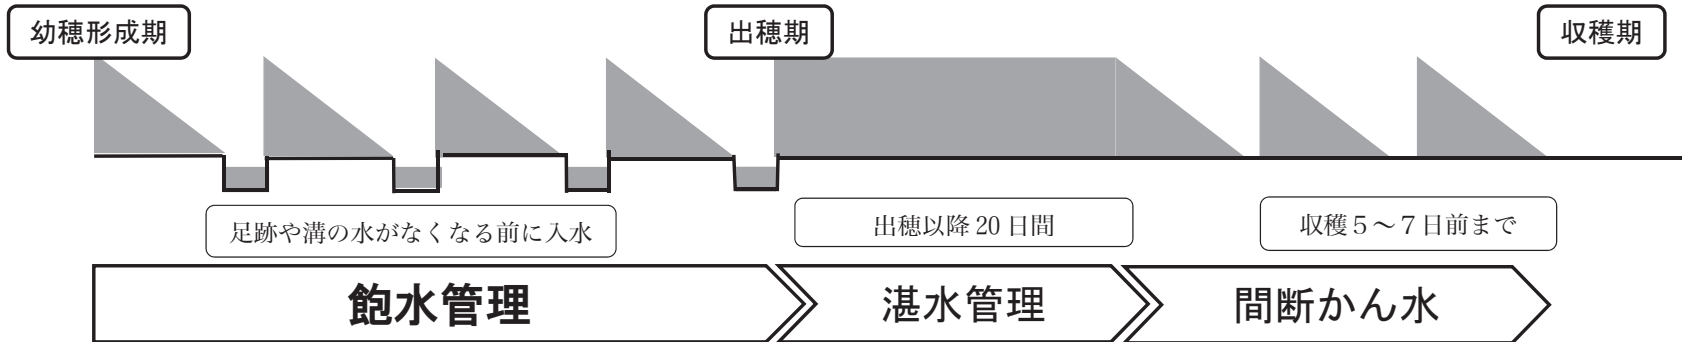 幼穂形成期
出穂期
収穫期
足跡や溝の水がなくなる前に入水
出穂以降 20 日間
収穫５～７日前まで
飽水管理
湛水管理
間断かん水